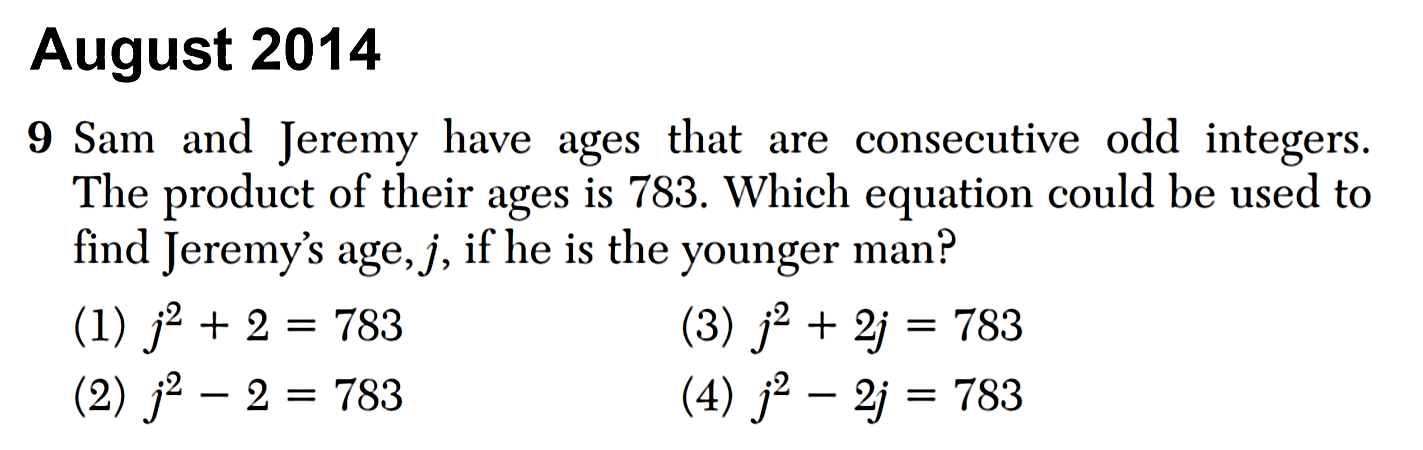 August 2014
9 Sam and Jeremy have ages that are consecutive odd integers.
The product of their ages is 783. Which equation could be used to
find Jeremy’s age, j, if he is the younger man?
(1) j² + 2 = 783 (3) j² + 2j = 783
(2) j² − 2 = 783 (4) j² − 2j = 783